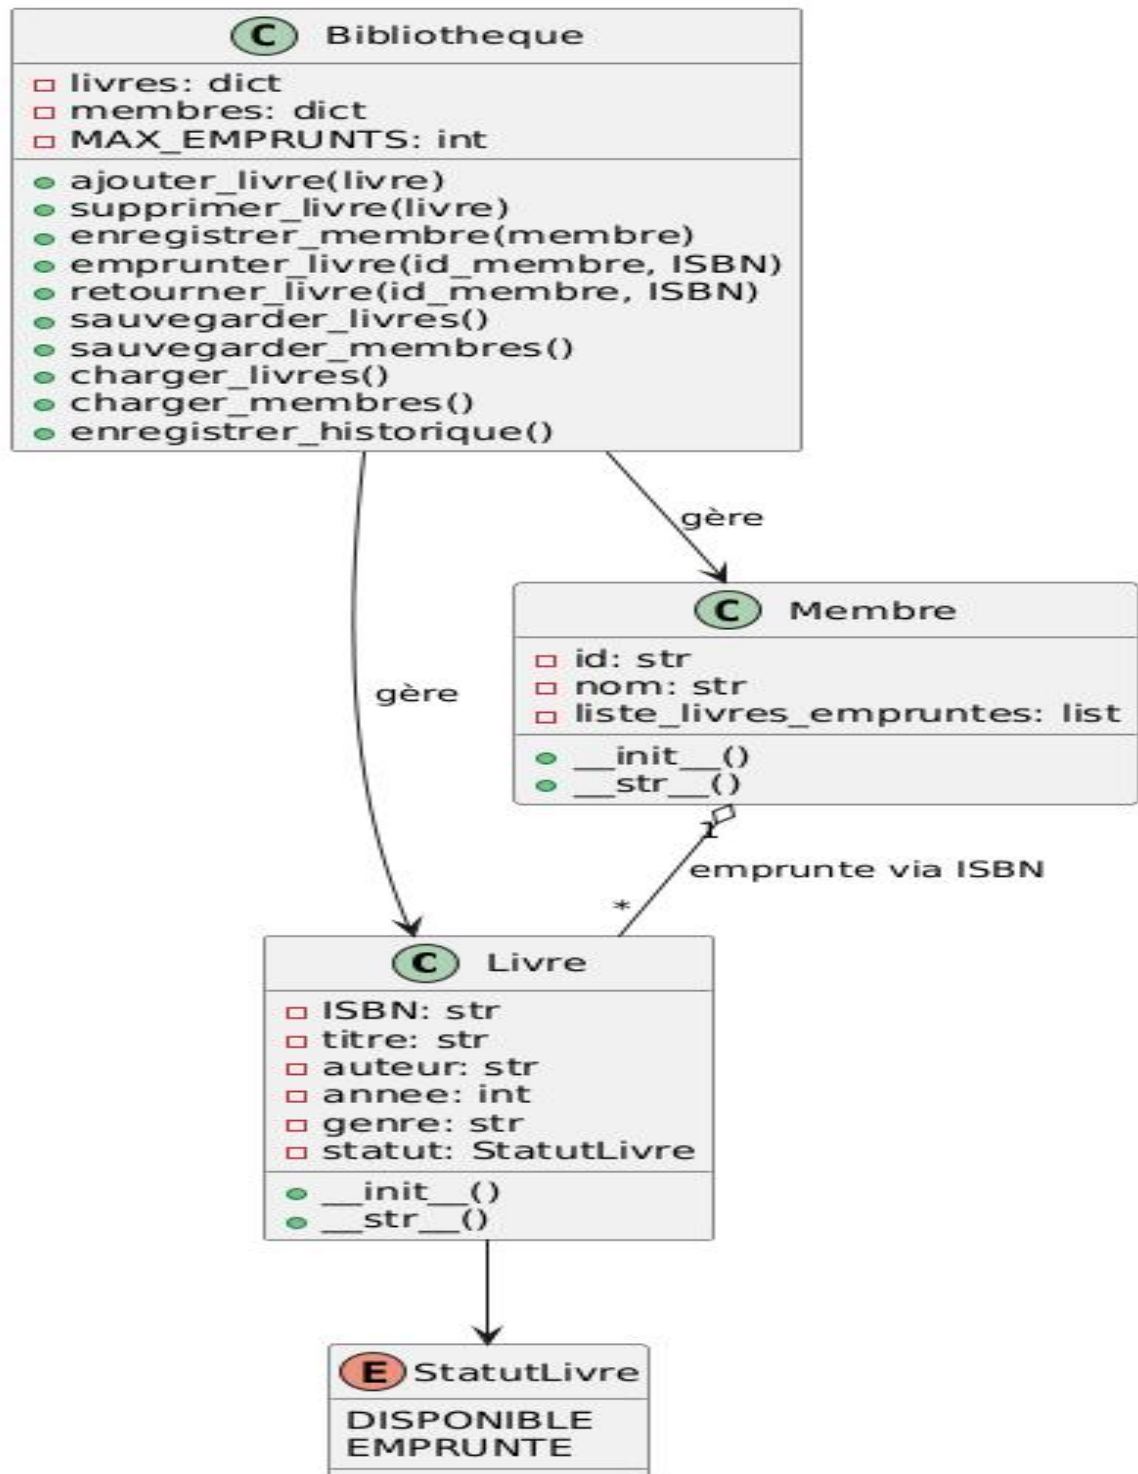 C Bibliotheque
livres: dict
membres: dict
MAX_EMPRUNTS: int
ajouter_livre(livre)
supprimer_livre(livre)
enregistrer_membre(membre)
emprunter_livre(id_membre, ISBN)
retourner_livre(id_membre, ISBN)
sauvegarder_livres()
sauvegarder_membres()
charger_livres()
charger_membres()
enregistrer_historique()
gère
C Membre
id: str
nom: str
liste_livres_empruntes: list
__init__()
__str__()
gère
1
emprunte via ISBN
*
C Livre
ISBN: str
titre: str
auteur: str
annee: int
genre: str
statut: StatutLivre
__init__()
__str__()
E StatutLivre
DISPONIBLE
EMPRUNTE